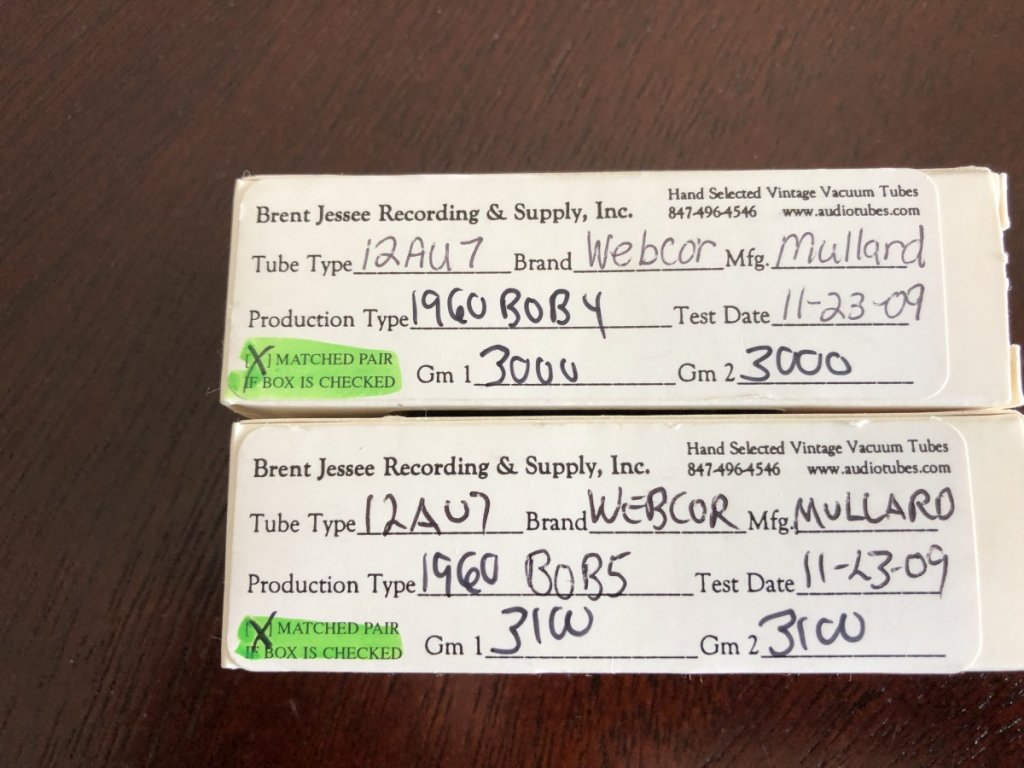 Brent Jessee Recording & Supply, Inc. Hand Selected Vintage Vacuum Tubes
847-496-4546 www.audiotubes.com
Tube Type 12AU7 Brand Webcor Mfg. Mullard
Production Type 1960 BOB4 Test Date 11-23-09
[X] MATCHED PAIR
IF BOX IS CHECKED Gm 1 3000 Gm 2 3000
Brent Jessee Recording & Supply, Inc. Hand Selected Vintage Vacuum Tubes
847-496-4546 www.audiotubes.com
Tube Type 12AU7 Brand WEBCOR Mfg. MULLARD
Production Type 1960 BOB5 Test Date 11-23-09
[X] MATCHED PAIR
IF BOX IS CHECKED Gm 1 3100 Gm 2 3100